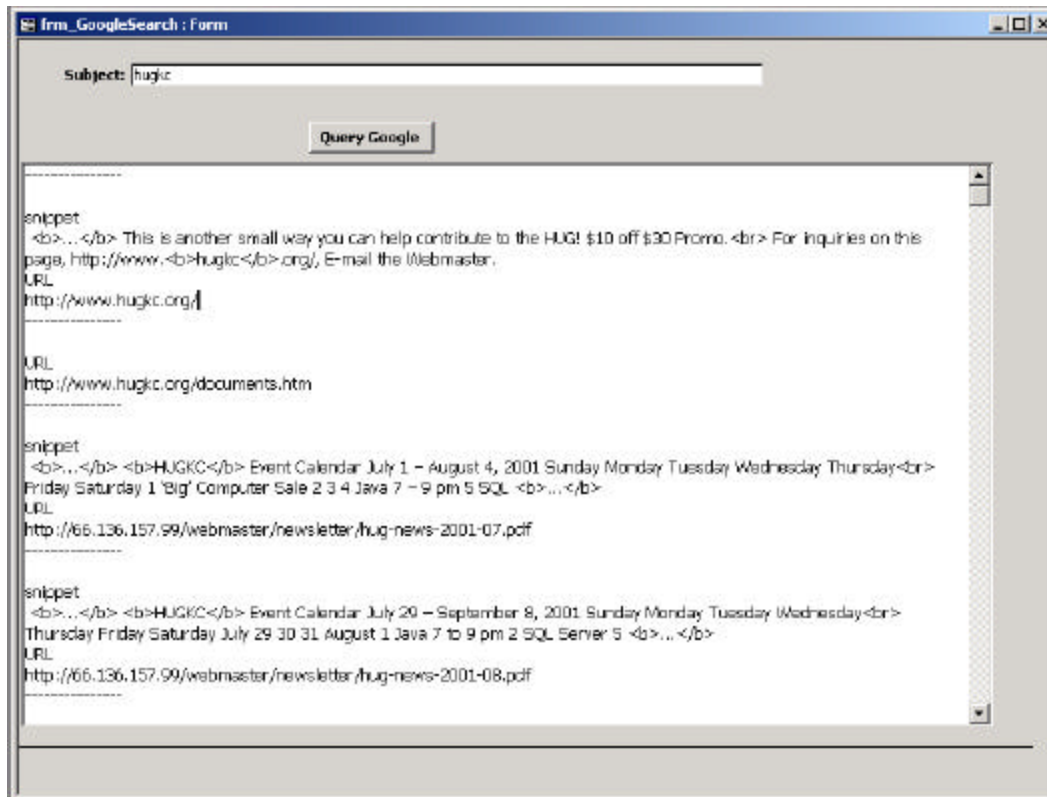 frm_GoogleSearch : Form
Subject: hugkc
Query Google
----------------
snippet
<b>...</b> This is another small way you can help contribute to the HUG! $10 off $30 Promo.<br> For inquiries on this
page, http://www.<b>hugkc</b>.org/, E-mail the Webmaster.
URL
http://www.hugkc.org/
----------------
URL
http://www.hugkc.org/documents.htm
----------------
snippet
<b>...</b> <b>HUGKC</b> Event Calendar July 1 – August 4, 2001 Sunday Monday Tuesday Wednesday Thursday<br>
Friday Saturday 1 'Big' Computer Sale 2 3 4 Java 7 – 9 pm 5 SQL <b>...</b>
URL
http://66.136.157.99/webmaster/newsletter/hug-news-2001-07.pdf
----------------
snippet
<b>...</b> <b>HUGKC</b> Event Calendar July 29 – September 8, 2001 Sunday Monday Tuesday Wednesday<br>
Thursday Friday Saturday July 29 30 31 August 1 Java 7 to 9 pm 2 SQL Server 5 <b>...</b>
URL
http://66.136.157.99/webmaster/newsletter/hug-news-2001-08.pdf
----------------